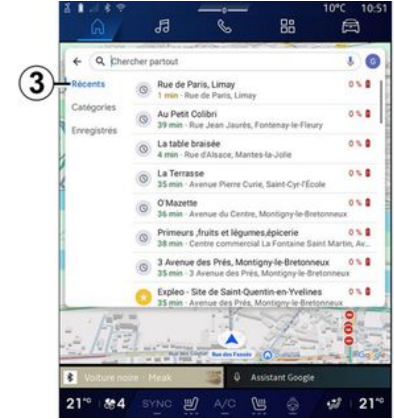 10°C 10:51
Chercher partout
G
3
Récents
Catégories
Enregistrés
Rue de Paris, Limay
0 %
1 min · Rue de Paris, Limay
Au Petit Colibri
0 %
39 min · Rue Jean Jaurès, Fontenay-le-Fleury
La table braisée
0 %
4 min · Rue d'Alsace, Mantes-la-Jolie
La Terrasse
0 %
35 min · Avenue Pierre Curie, Saint-Cyr-l'École
O'Mazette
0 %
36 min · Avenue du Centre, Montigny-le-Bretonneux
Primeurs ,fruits et légumes,épicerie
0 %
38 min · Centre commercial La Fontaine Saint Martin, Av...
3 Avenue des Prés, Montigny-le-Bretonneux
0 %
35 min · 3 Avenue des Prés, Montigny-le-Bretonneux
Expleo - Site de Saint-Quentin-en-Yvelines
0 %
35 min · Avenue des Prés, Montigny-le-Bretonneux
Rue des Fossés
Google
Voiture noire · Meak
Assistant Google
21°° 4 SYNC A/C 21°°